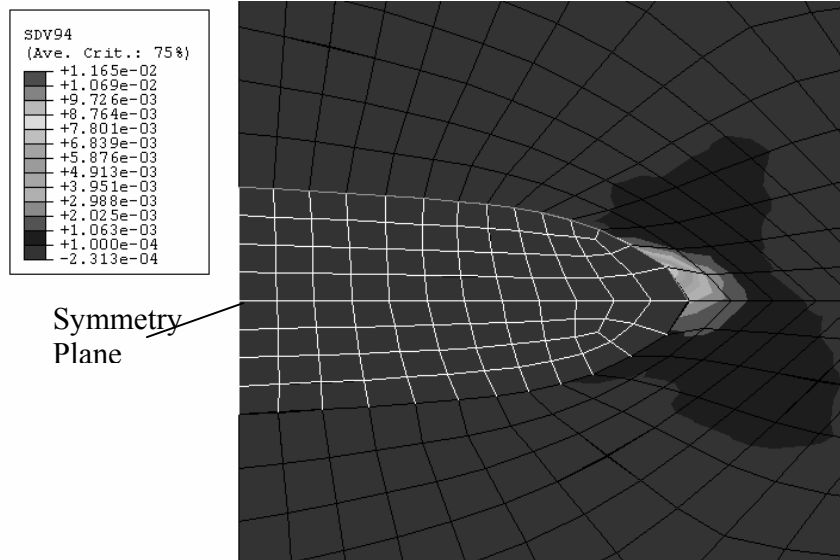 SDV94
(Ave. Crit.: 75%)
+1.165e-02
+1.069e-02
+9.726e-03
+8.764e-03
+7.801e-03
+6.839e-03
+5.876e-03
+4.913e-03
+3.951e-03
+2.988e-03
+2.025e-03
+1.063e-03
+1.000e-04
-2.313e-04
Symmetry
Plane